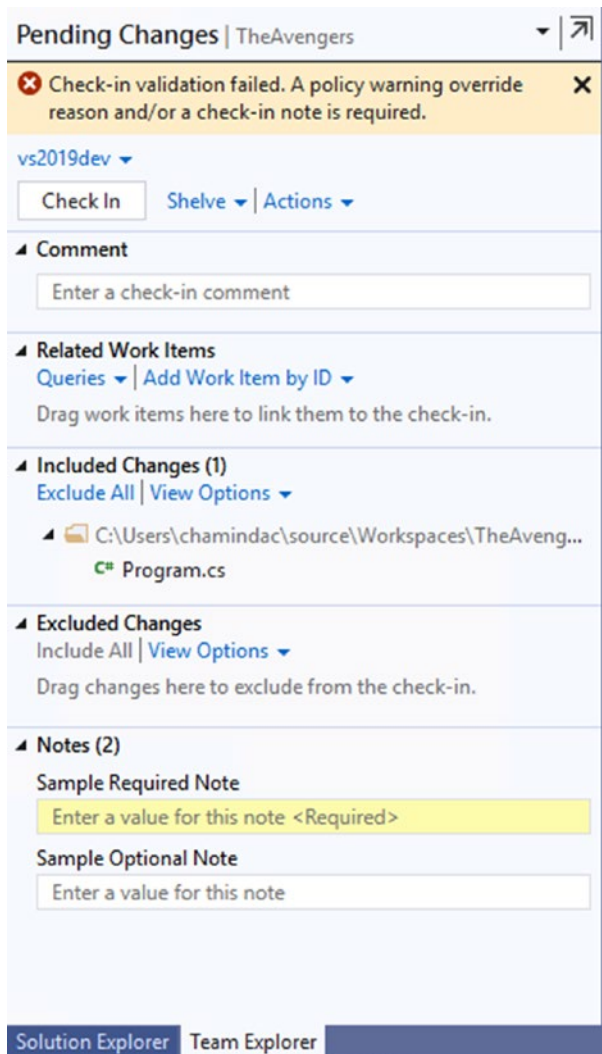 Pending Changes | TheAvengers
Check-in validation failed. A policy warning override
reason and/or a check-in note is required.
vs2019dev
Check In Shelve | Actions
Comment
Enter a check-in comment
Related Work Items
Queries | Add Work Item by ID
Drag work items here to link them to the check-in.
Included Changes (1)
Exclude All | View Options
C:\Users\chamindac\source\Workspaces\TheAveng...
C# Program.cs
Excluded Changes
Include All | View Options
Drag changes here to exclude from the check-in.
Notes (2)
Sample Required Note
Enter a value for this note <Required>
Sample Optional Note
Enter a value for this note
Solution Explorer Team Explorer